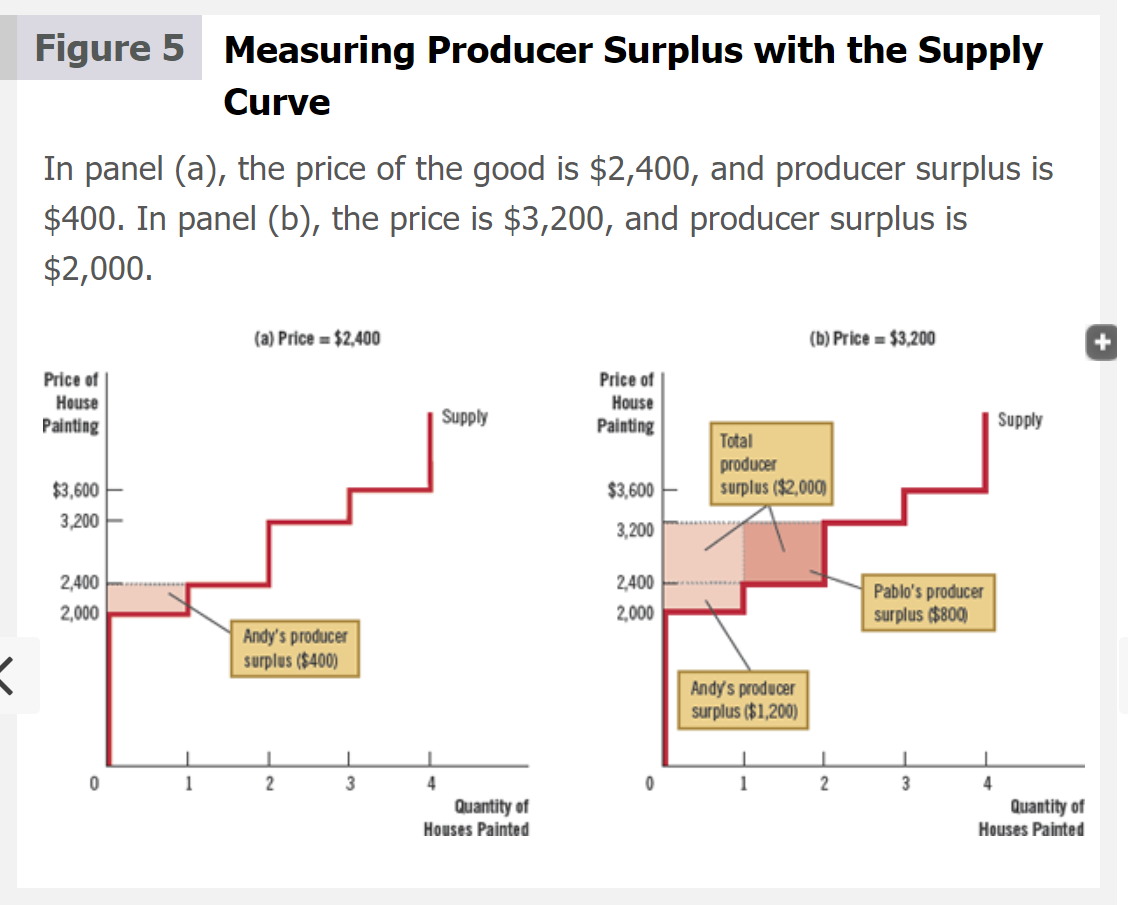 Figure 5
Measuring Producer Surplus with the Supply
Curve
In panel (a), the price of the good is $2,400, and producer surplus is
$400. In panel (b), the price is $3,200, and producer surplus is
$2,000.
(a) Price = $2,400
Price of
House
Painting
Supply
$3,600
3,200
2,400
2,000
Andy's producer
surplus ($400)
0
1
2
3
4
Quantity of
Houses Painted
(b) Price = $3,200
Price of
House
Painting
Supply
Total
producer
surplus ($2,000)
$3,600
3,200
2,400
2,000
Pablo's producer
surplus ($800)
Andy's producer
surplus ($1,200)
0
1
2
3
4
Quantity of
Houses Painted